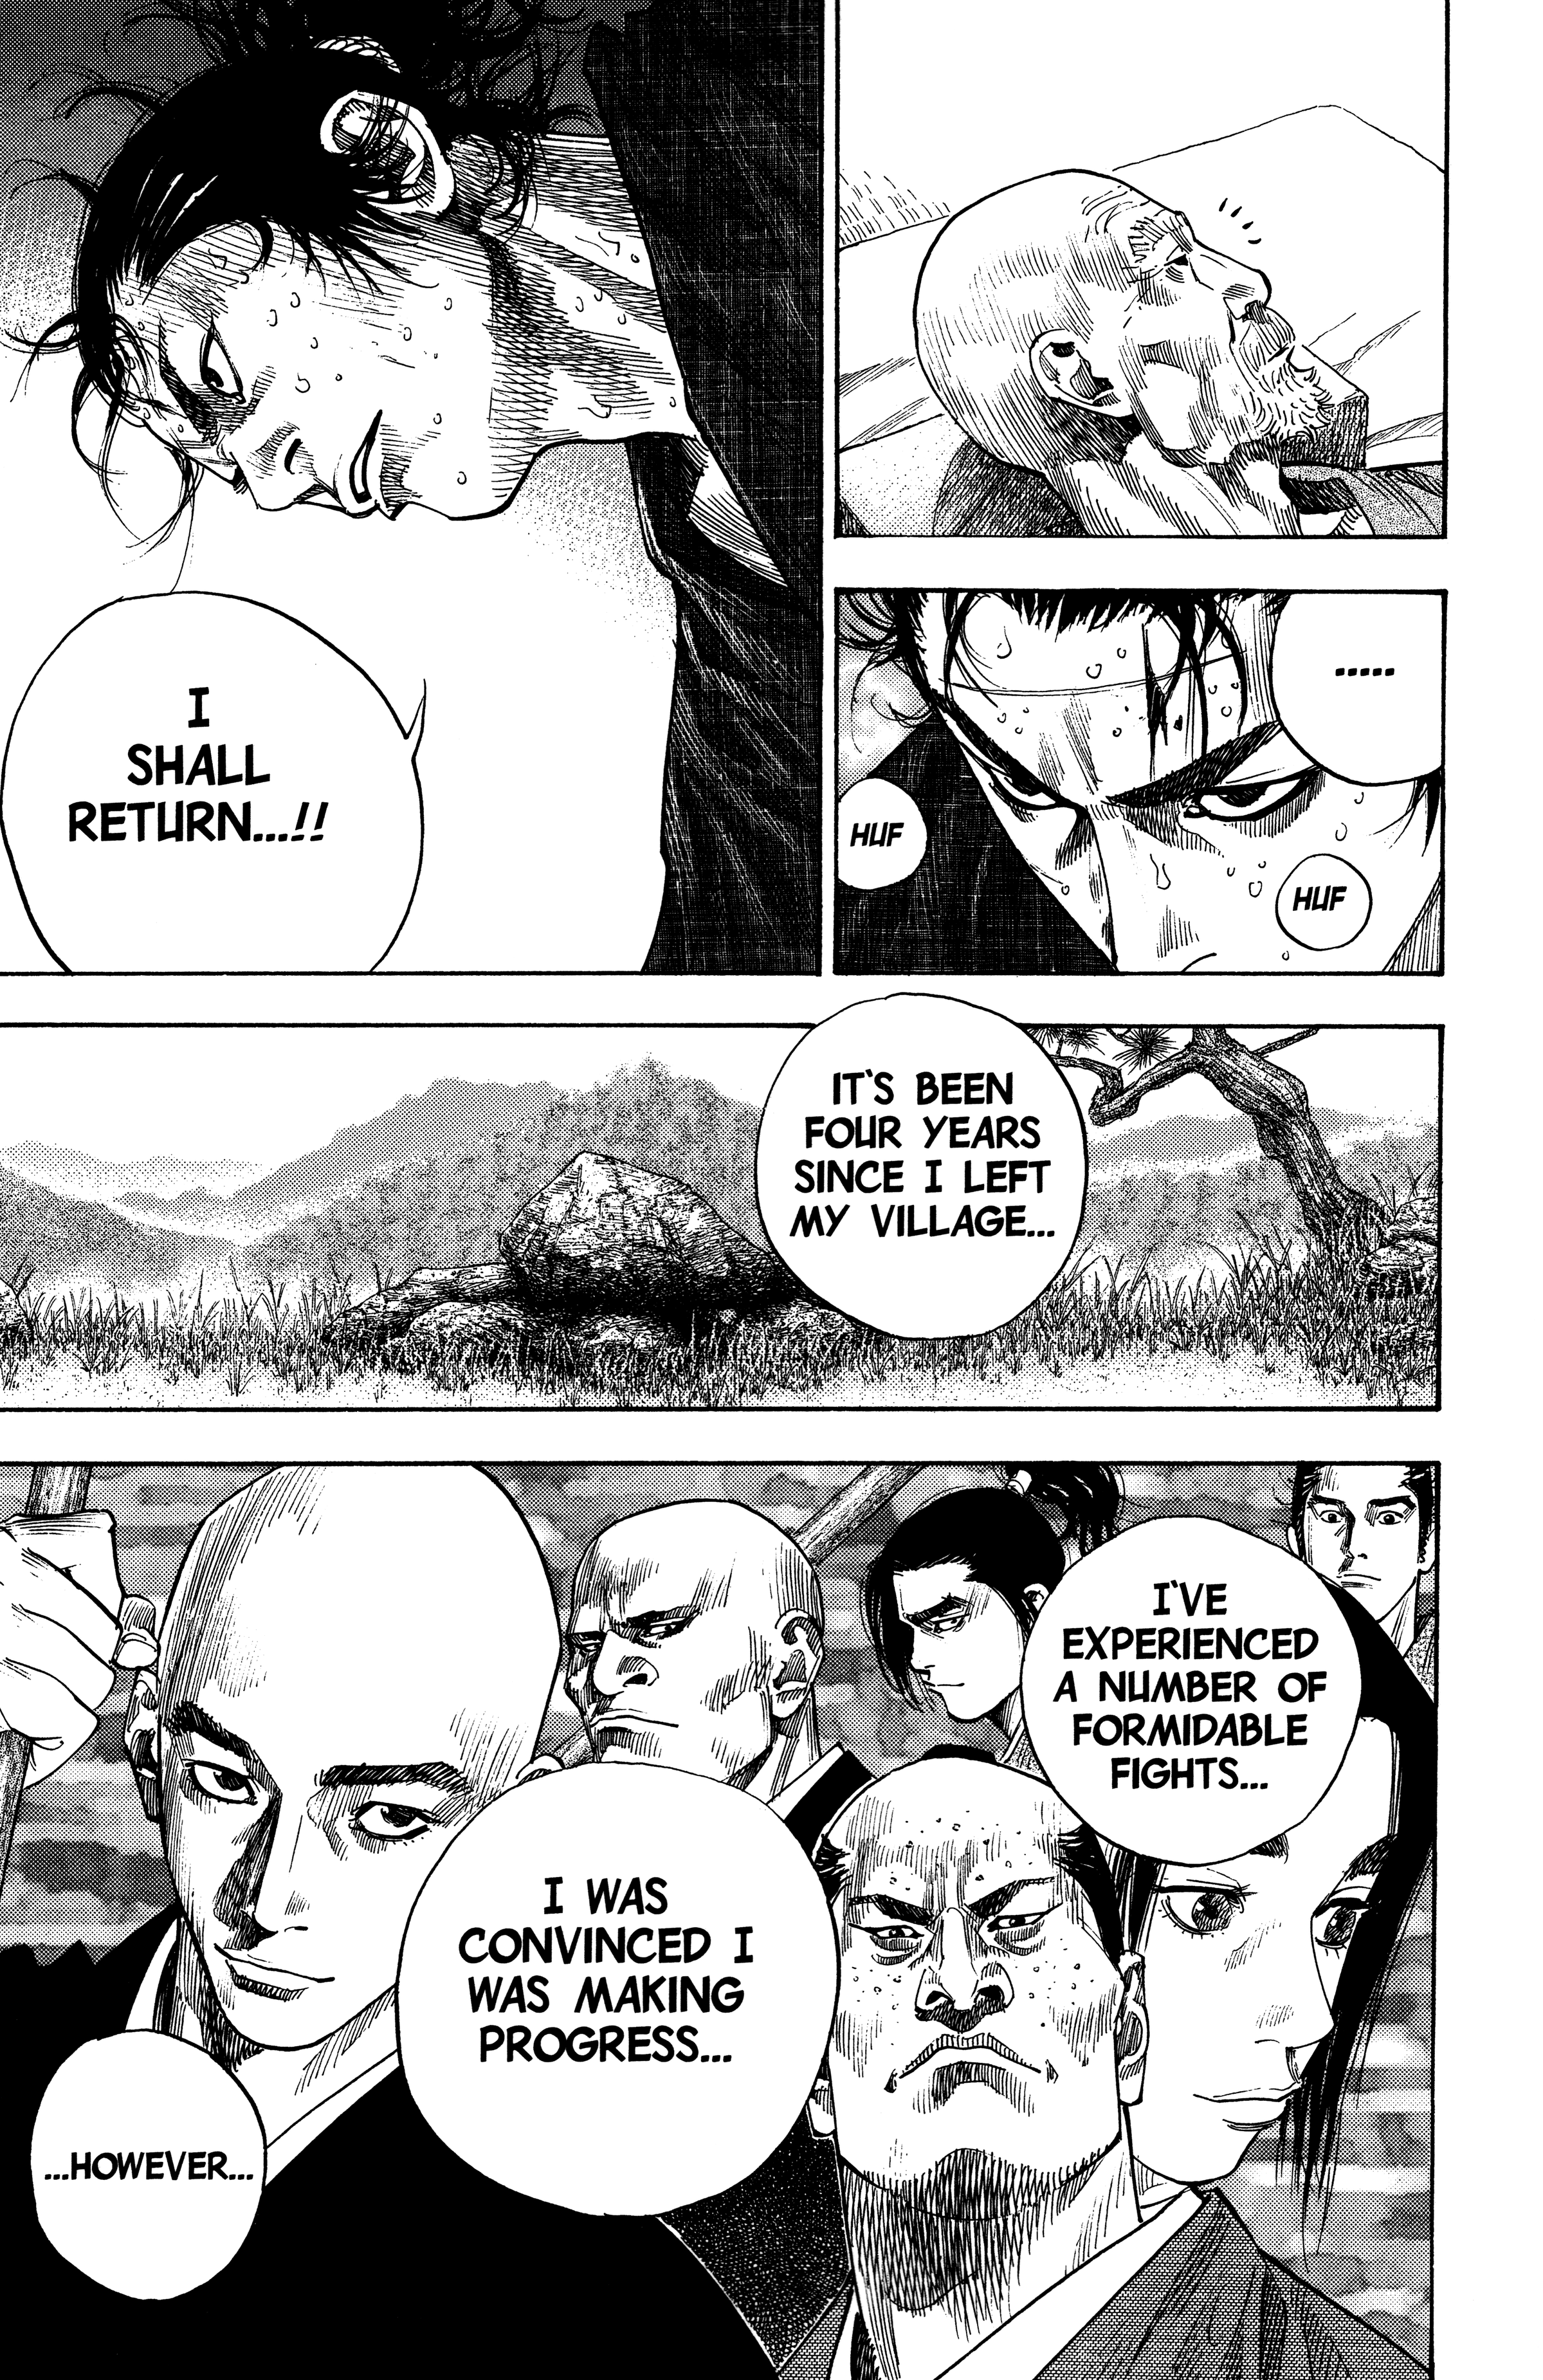 .....
HUF
HUF
I
SHALL
RETURN...!!
IT'S BEEN
FOUR YEARS
SINCE I LEFT
MY VILLAGE...
I'VE
EXPERIENCED
A NUMBER OF
FORMIDABLE
FIGHTS...
I WAS
CONVINCED I
WAS MAKING
PROGRESS...
...HOWEVER...